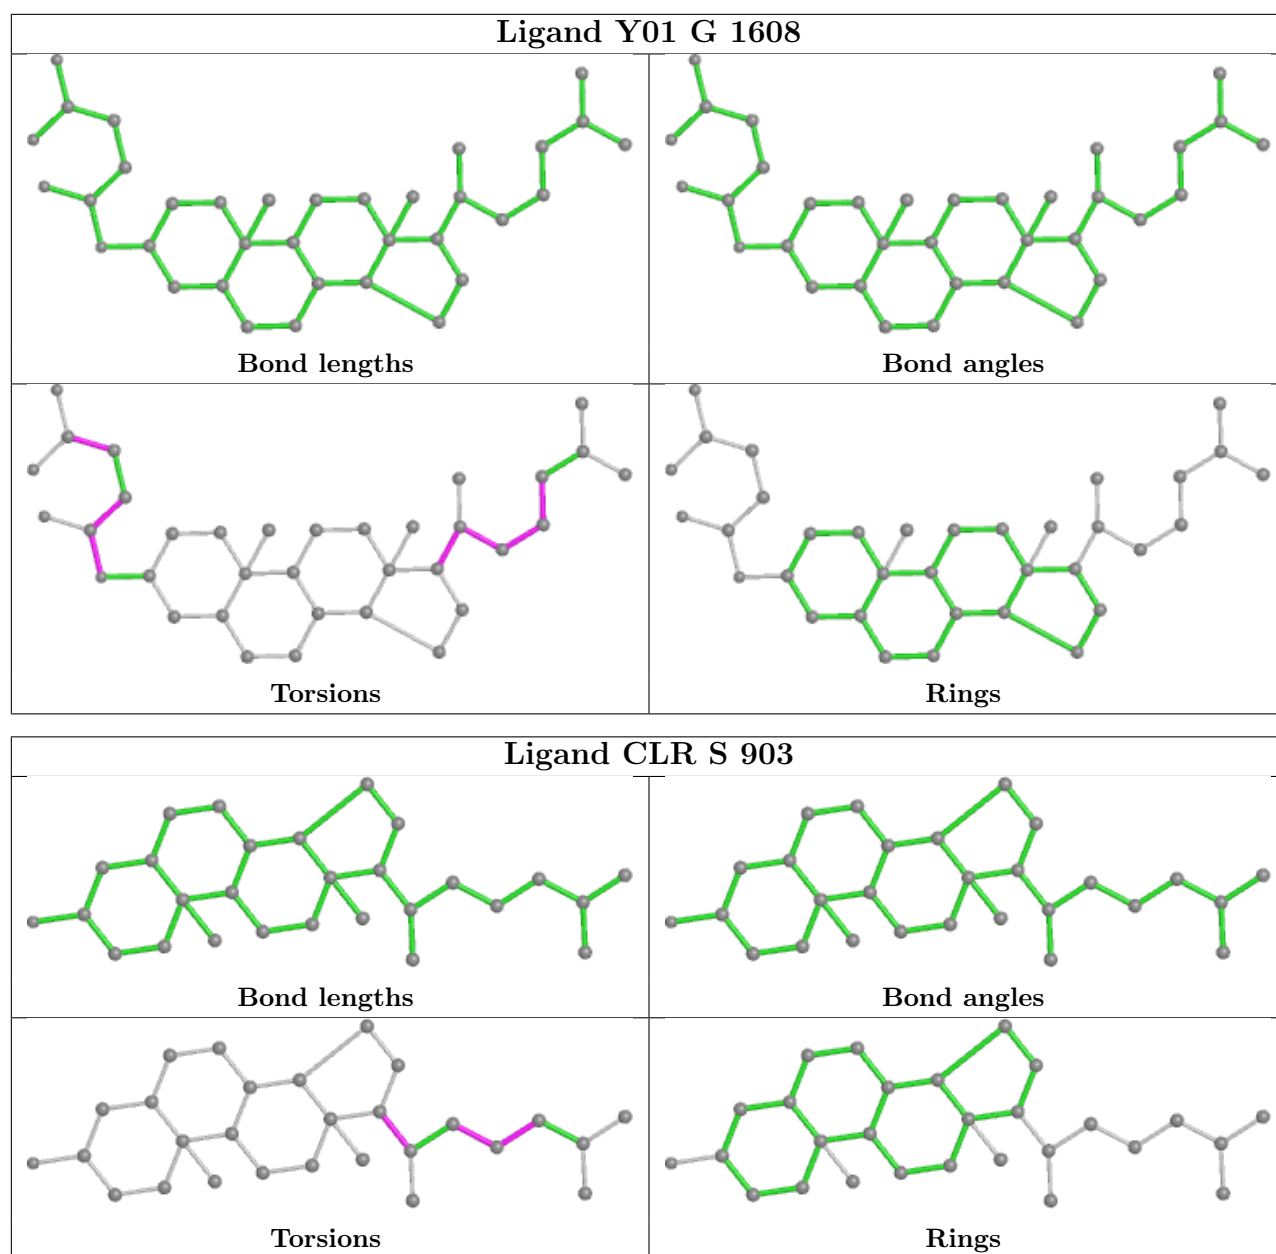 Ligand Y01 G 1608
Bond lengths
Bond angles
Torsions
Rings
Ligand CLR S 903
Bond lengths
Bond angles
Torsions
Rings